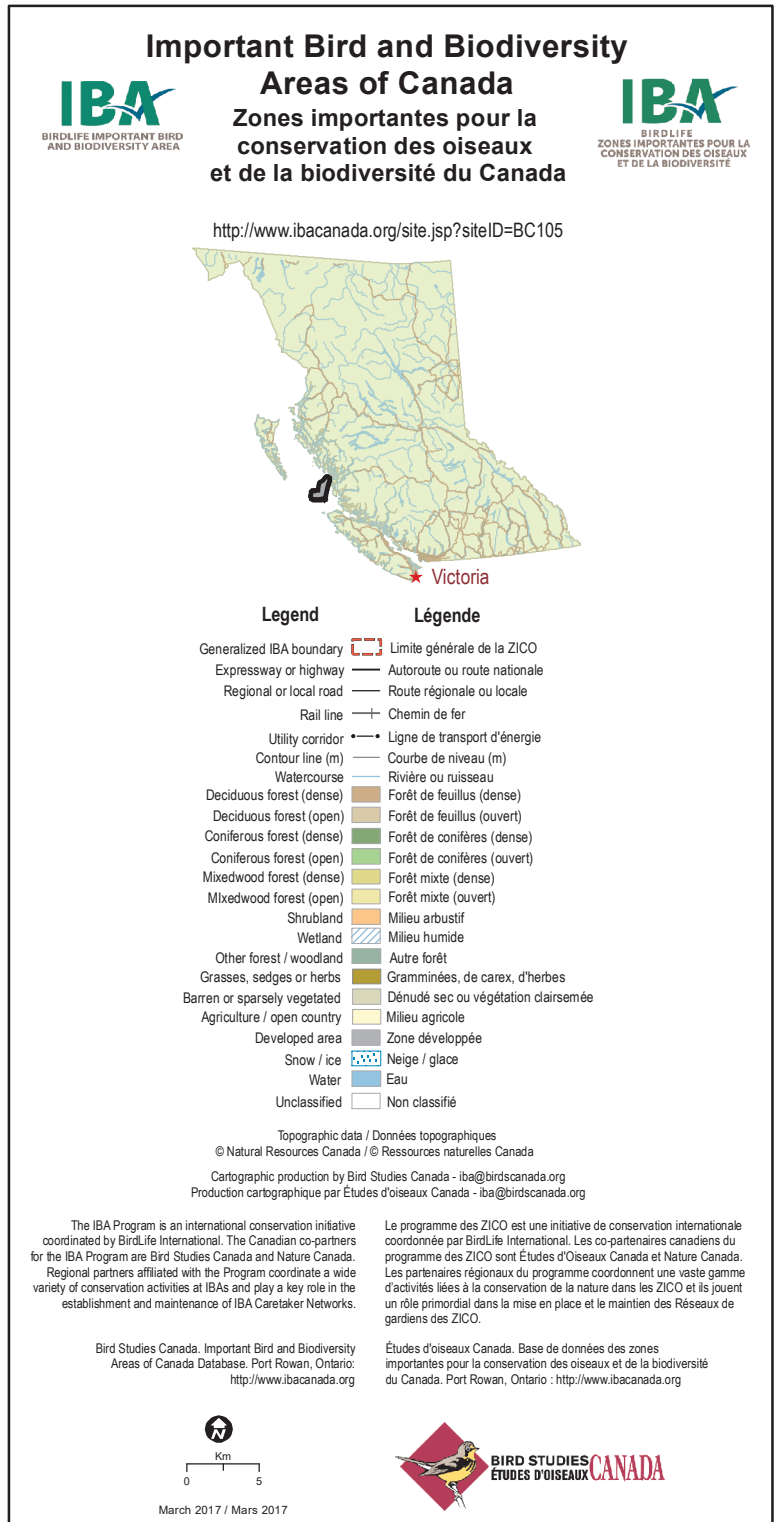 Important Bird and Biodiversity
Areas of Canada
Zones importantes pour la
conservation des oiseaux
et de la biodiversité du Canada
IBA
BIRDLIFE IMPORTANT BIRD
AND BIODIVERSITY AREA
IBA
BIRDLIFE
ZONES IMPORTANTES POUR LA
CONSERVATION DES OISEAUX
ET DE LA BIODIVERSITÉ
http://www.ibacanada.org/site.jsp?siteID=BC105
Victoria
Legend Légende
Generalized IBA boundary Limite générale de la ZICO
Expressway or highway Autoroute ou route nationale
Regional or local road Route régionale ou locale
Rail line Chemin de fer
Utility corridor Ligne de transport d'énergie
Contour line (m) Courbe de niveau (m)
Watercourse Rivière ou ruisseau
Deciduous forest (dense) Forêt de feuillus (dense)
Deciduous forest (open) Forêt de feuillus (ouvert)
Coniferous forest (dense) Forêt de conifères (dense)
Coniferous forest (open) Forêt de conifères (ouvert)
Mixedwood forest (dense) Forêt mixte (dense)
MIxedwood forest (open) Forêt mixte (ouvert)
Shrubland Milieu arbustif
Wetland Milieu humide
Other forest / woodland Autre forêt
Grasses, sedges or herbs Gramminées, de carex, d'herbes
Barren or sparsely vegetated Dénudé sec ou végétation clairsemée
Agriculture / open country Milieu agricole
Developed area Zone développée
Snow / ice Neige / glace
Water Eau
Unclassified Non classifié
Topographic data / Données topographiques
© Natural Resources Canada / © Ressources naturelles Canada
Cartographic production by Bird Studies Canada - iba@birdscanada.org
Production cartographique par Études d'oiseaux Canada - iba@birdscanada.org
The IBA Program is an international conservation initiative
coordinated by BirdLife International. The Canadian co-partners
for the IBA Program are Bird Studies Canada and Nature Canada.
Regional partners affiliated with the Program coordinate a wide
variety of conservation activities at IBAs and play a key role in the
establishment and maintenance of IBA Caretaker Networks.
Le programme des ZICO est une initiative de conservation internationale
coordonnée par BirdLife International. Les co-partenaires canadiens du
programme des ZICO sont Études d'Oiseaux Canada et Nature Canada.
Les partenaires régionaux du programme coordonnent une vaste gamme
d'activités liées à la conservation de la nature dans les ZICO et ils jouent
un rôle primordial dans la mise en place et le maintien des Réseaux de
gardiens des ZICO.
Bird Studies Canada. Important Bird and Biodiversity
Areas of Canada Database. Port Rowan, Ontario:
http://www.ibacanada.org
Études d'oiseaux Canada. Base de données des zones
importantes pour la conservation des oiseaux et de la biodiversité
du Canada. Port Rowan, Ontario : http://www.ibacanada.org
N
Km
0 5
March 2017 / Mars 2017
BIRD STUDIES
ÉTUDES D'OISEAUX CANADA